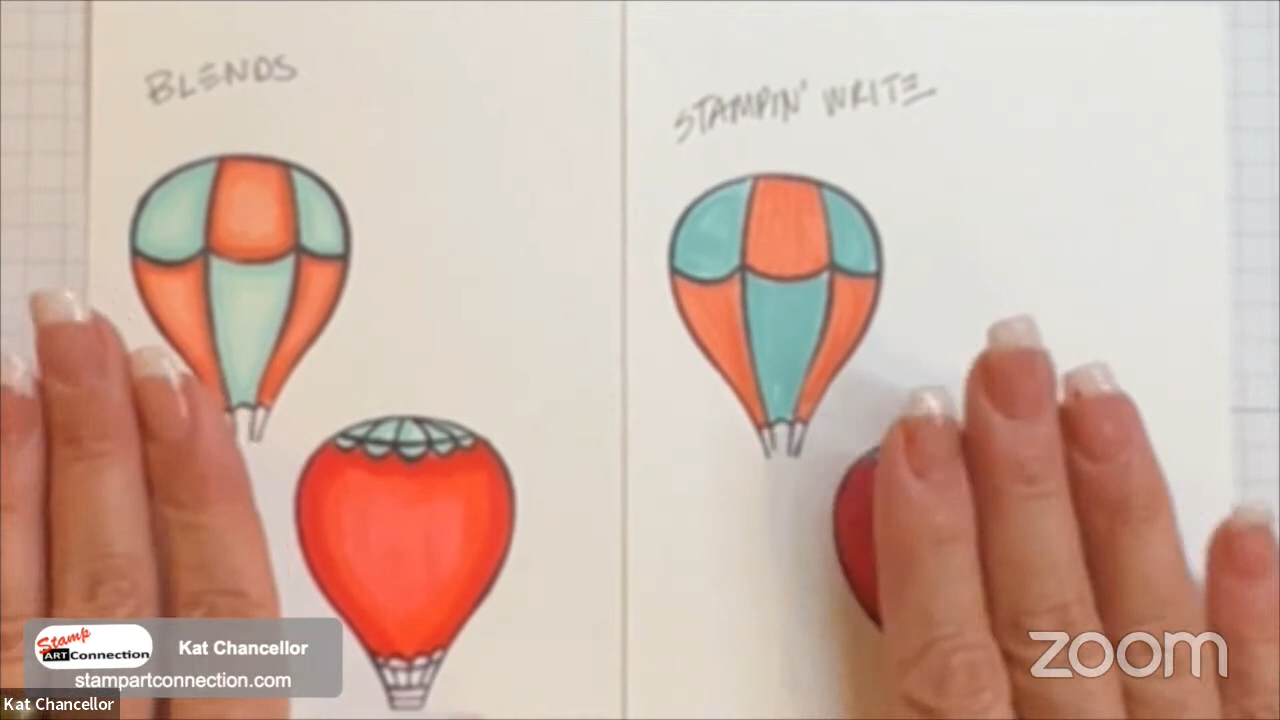 BLENDS
STAMPIN' WRITE
Stamp
ART Connection
Kat Chancellor
stampartconnection.com
Kat Chancellor
zoom